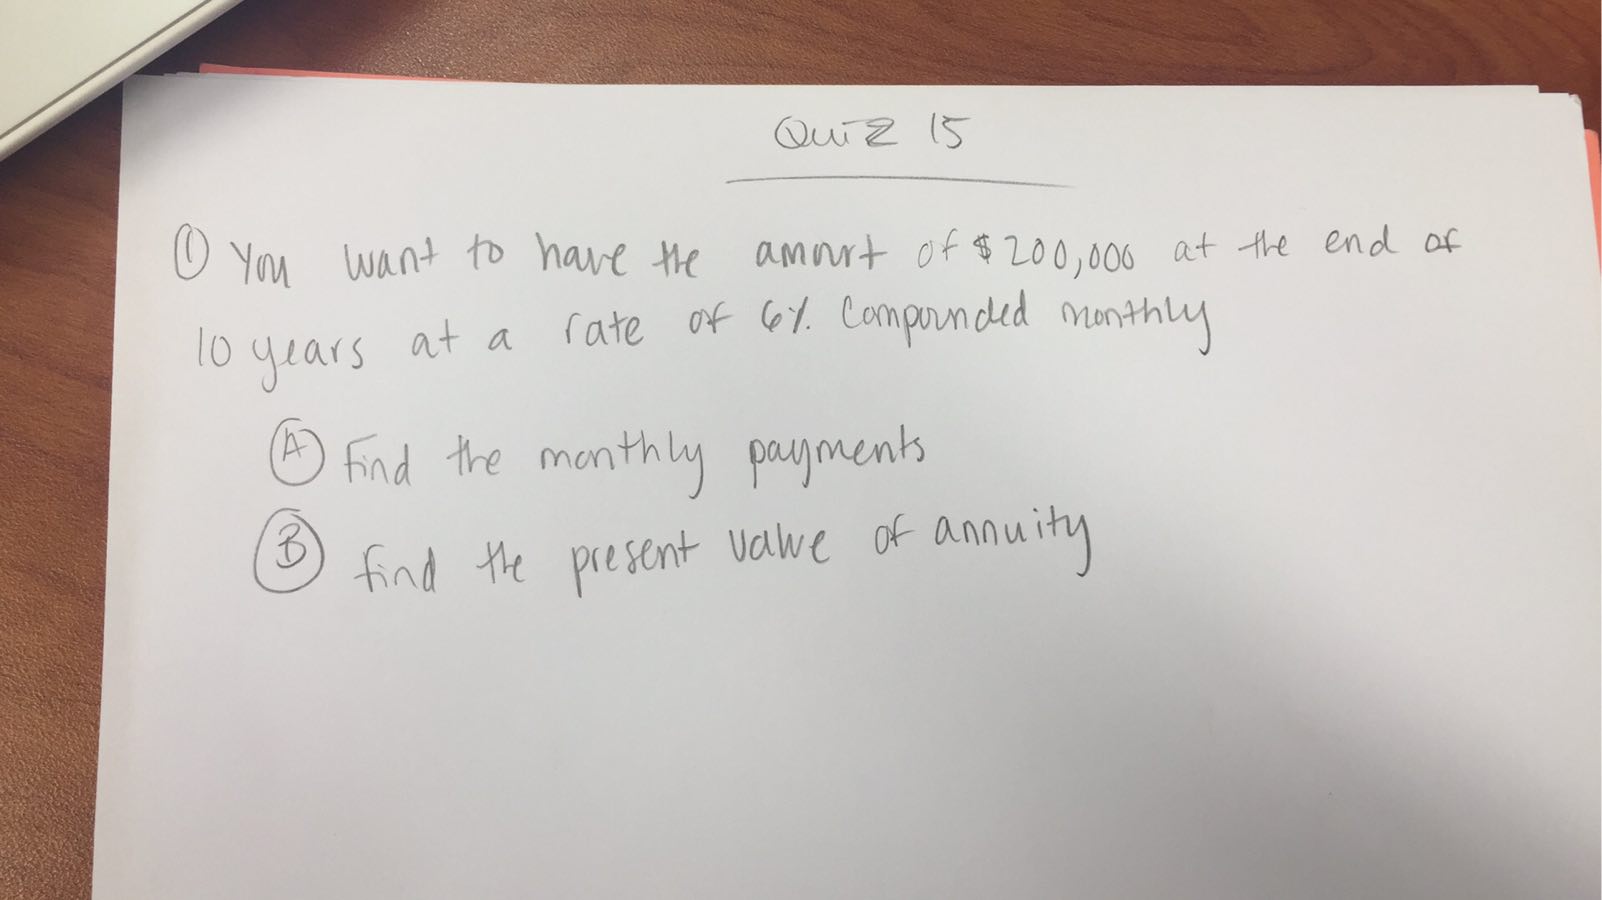 Quiz 15
① You want to have the amount of $200,000 at the end of
10 years at a rate of 6% compounded monthly
Ⓐ Find the monthly payments
Ⓑ find the present value of annuity